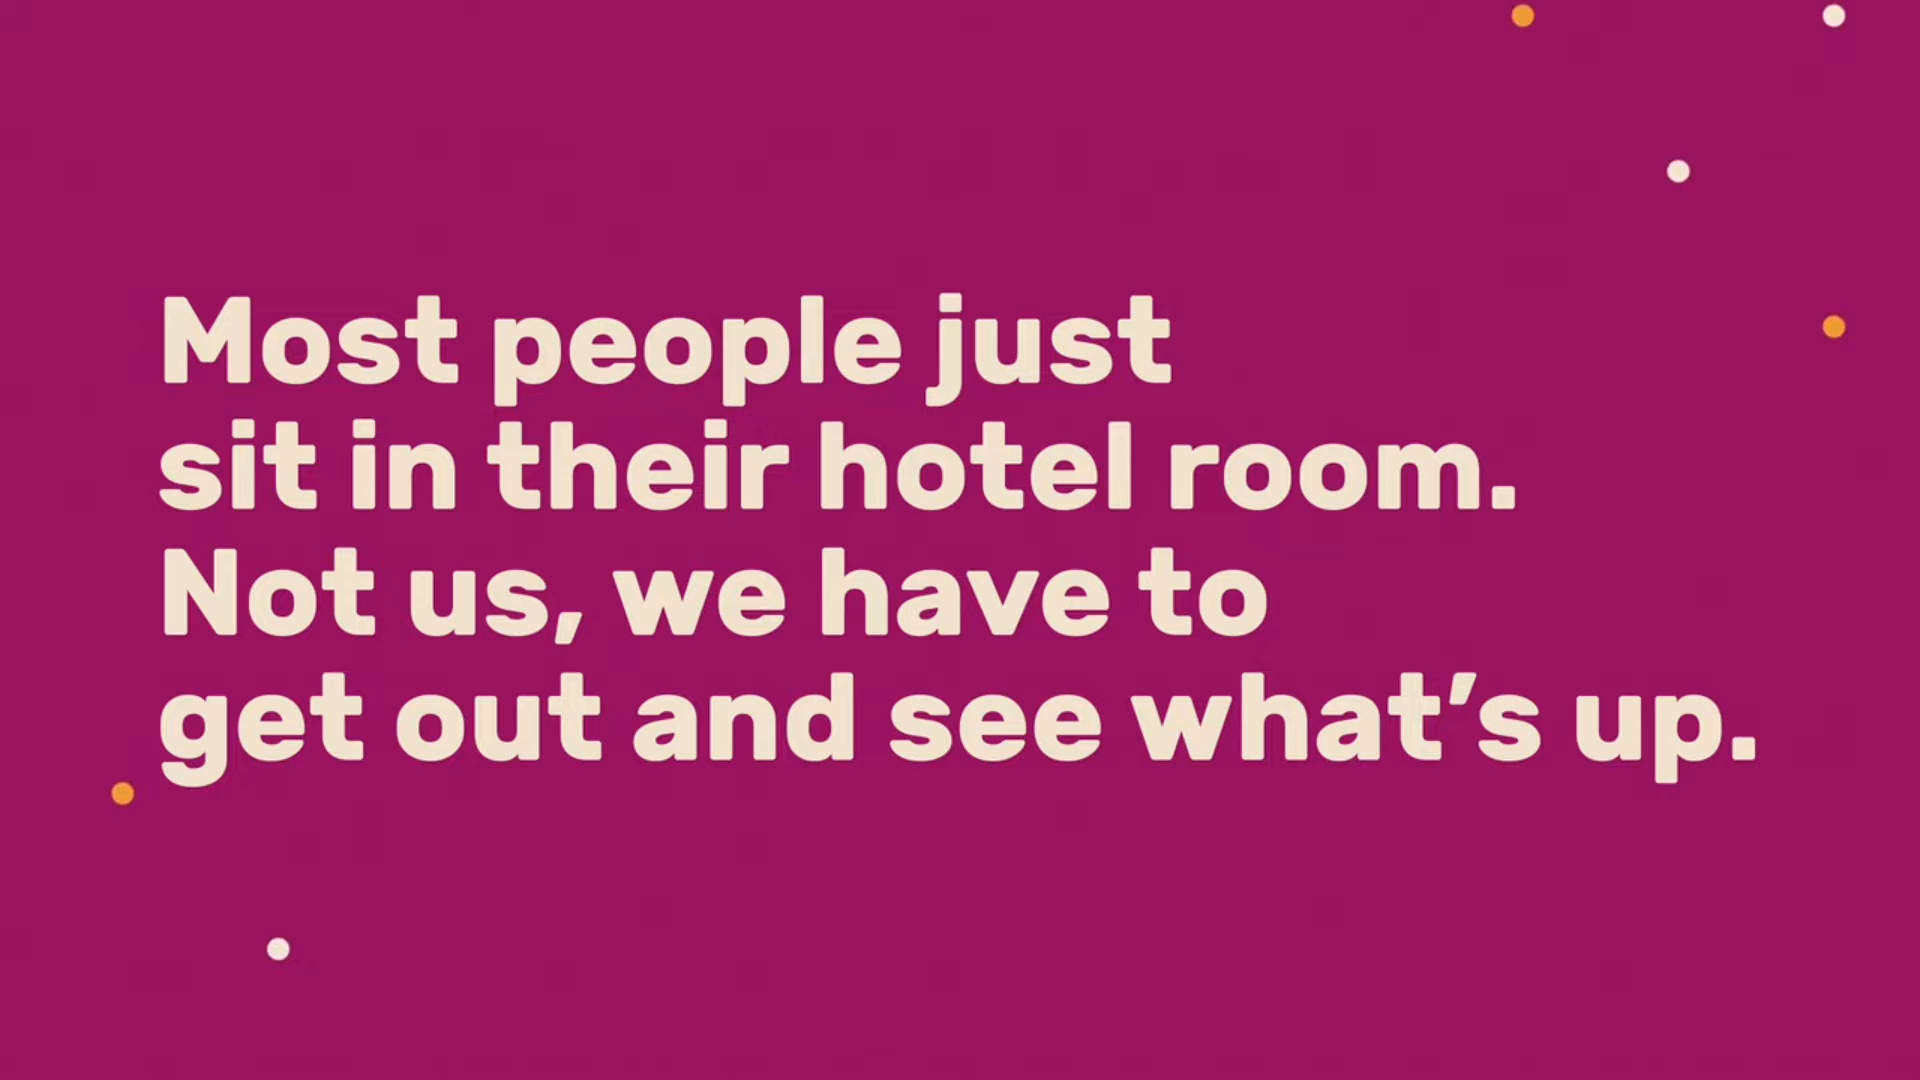 Most people just
sit in their hotel room.
Not us, we have to
get out and see what’s up.